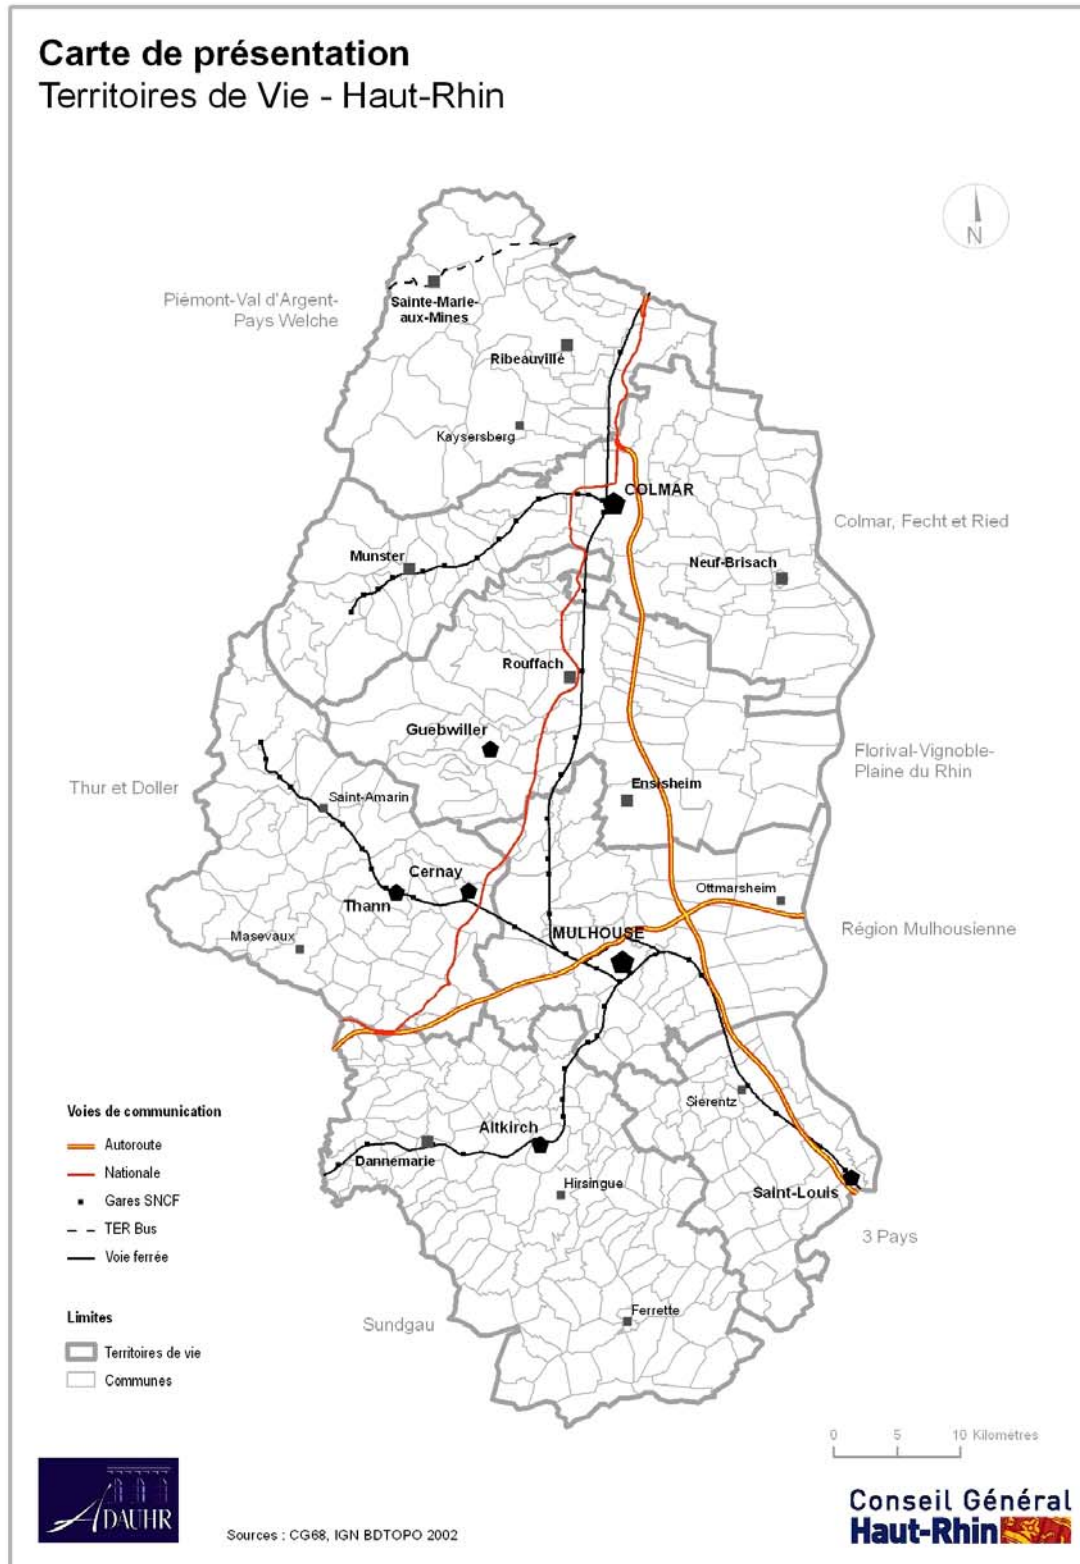 Carte de présentation
Territoires de Vie - Haut-Rhin
N
Piémont-Val d'Argent-
Pays Welche
Sainte-Marie-
aux-Mines
Ribeauvillé
Kaysersberg
COLMAR
Colmar, Fecht et Ried
Munster
Neuf-Brisach
Rouffach
Guebwiller
Florival-Vignoble-
Plaine du Rhin
Thur et Doller
Ensisheim
Saint-Amarin
Cernay
Ottmarsheim
Thann
MULHOUSE
Région Mulhousienne
Masevaux
Sierentz
Altkirch
Dannemarie
Hirsingue
Saint-Louis
3 Pays
Ferrette
Sundgau
Voies de communication
Autoroute
Nationale
Gares SNCF
TER Bus
Voie ferrée
Limites
Territoires de vie
Communes
0 5 10 Kilomètres
ADAUHR
Sources : CG68, IGN BDTOPO 2002
Conseil Général
Haut-Rhin